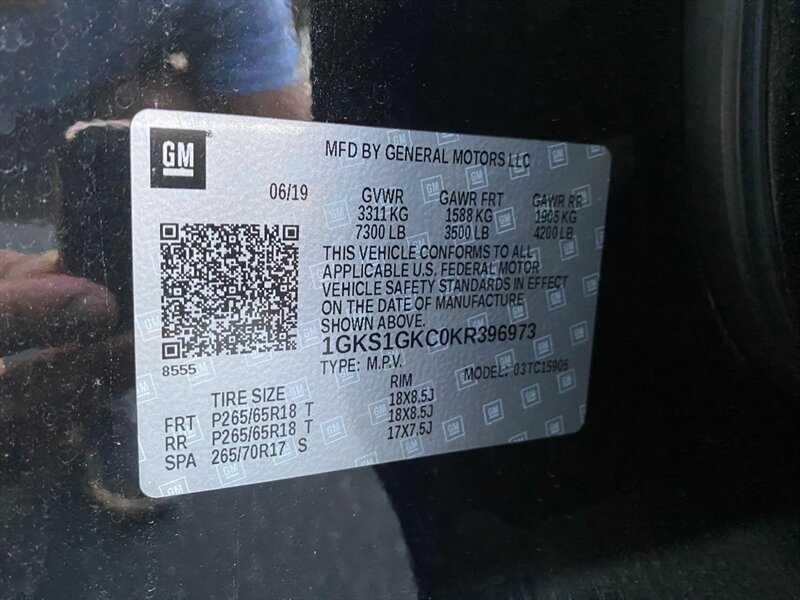 GM
MFD BY GENERAL MOTORS LLC
06/19
GVWR GAWR FRT GAWR RR
3311 KG 1588 KG 1905 KG
7300 LB 3500 LB 4200 LB
THIS VEHICLE CONFORMS TO ALL
APPLICABLE U.S. FEDERAL MOTOR
VEHICLE SAFETY STANDARDS IN EFFECT
ON THE DATE OF MANUFACTURE
SHOWN ABOVE.
1GKS1GKC0KR396973
8555
TYPE: M.P.V. MODEL: 03TC15906
TIRE SIZE RIM
FRT P265/65R18 T 18X8.5J
RR P265/65R18 T 18X8.5J
SPA 265/70R17 S 17X7.5J